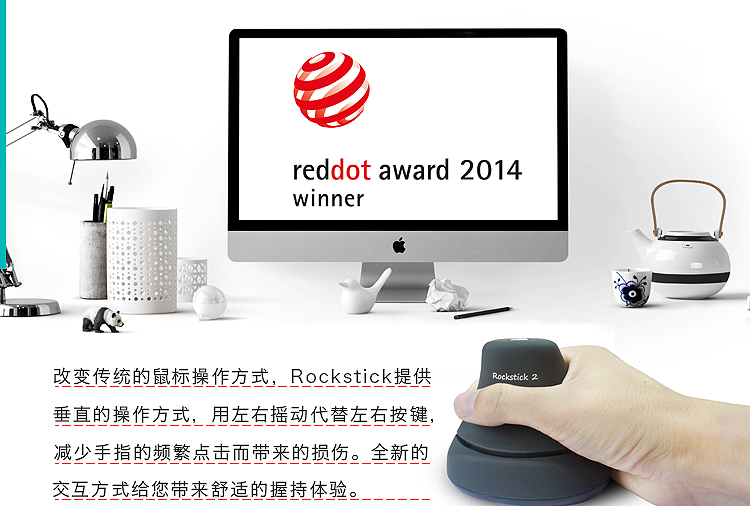 reddot award 2014
winner
Rockstick 2
改变传统的鼠标操作方式，Rockstick提供
垂直的操作方式，用左右摇动代替左右按键，
减少手指的频繁点击而带来的损伤。全新的
交互方式给您带来舒适的握持体验。